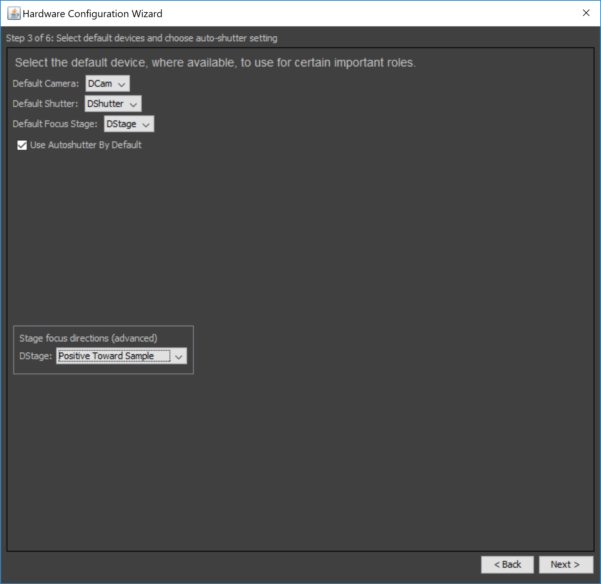 Hardware Configuration Wizard
Step 3 of 6: Select default devices and choose auto-shutter setting
Select the default device, where available, to use for certain important roles.
Default Camera: DCam
Default Shutter: DShutter
Default Focus Stage: DStage
Use Autoshutter By Default
Stage focus directions (advanced)
DStage: Positive Toward Sample
< Back Next >